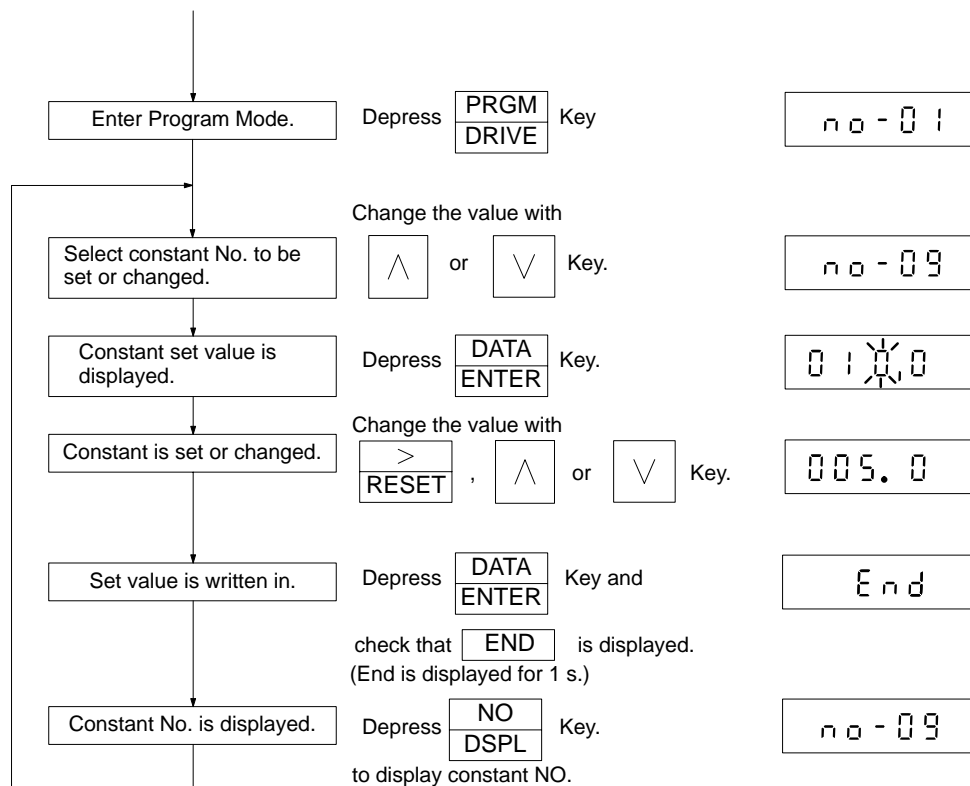 Enter Program Mode.
Depress PRGM DRIVE Key
no-01
Change the value with
Select constant No. to be
set or changed.
∧ or ∨ Key.
no-09
Constant set value is
displayed.
Depress DATA ENTER Key.
010.0
Change the value with
Constant is set or changed.
> RESET , ∧ or ∨ Key.
005.0
Set value is written in.
Depress DATA ENTER Key and
End
check that END is displayed.
(End is displayed for 1 s.)
Constant No. is displayed.
Depress NO DSPL Key.
no-09
to display constant NO.